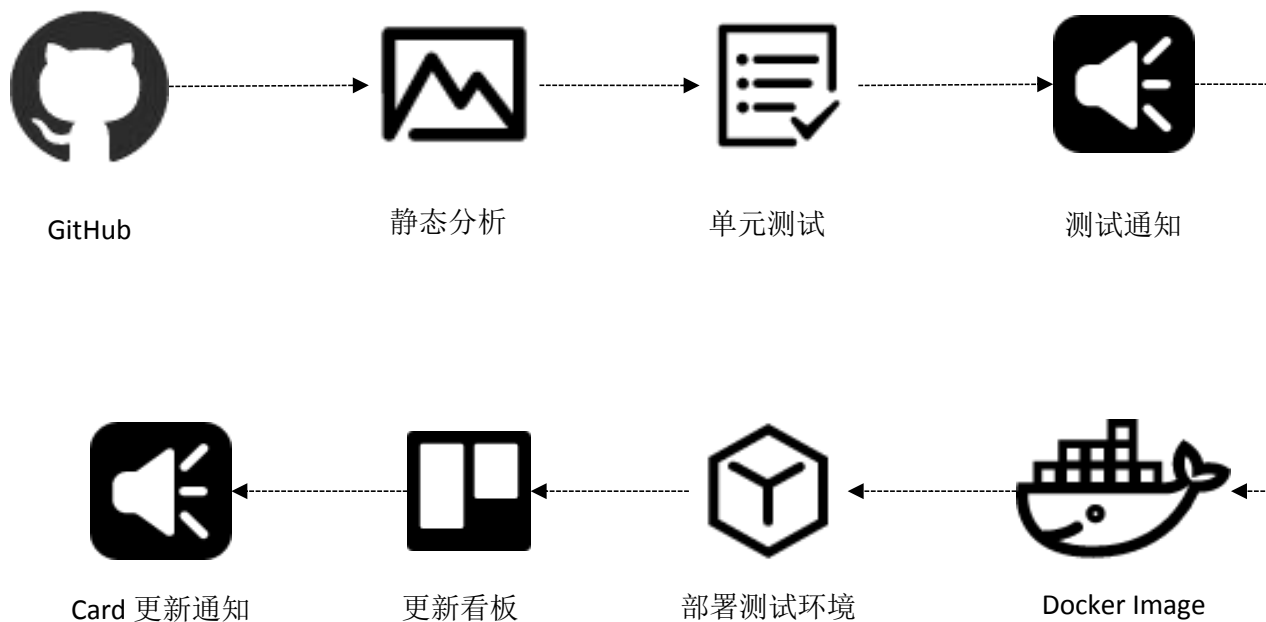 GitHub
静态分析
单元测试
测试通知
Card 更新通知
更新看板
部署测试环境
Docker Image